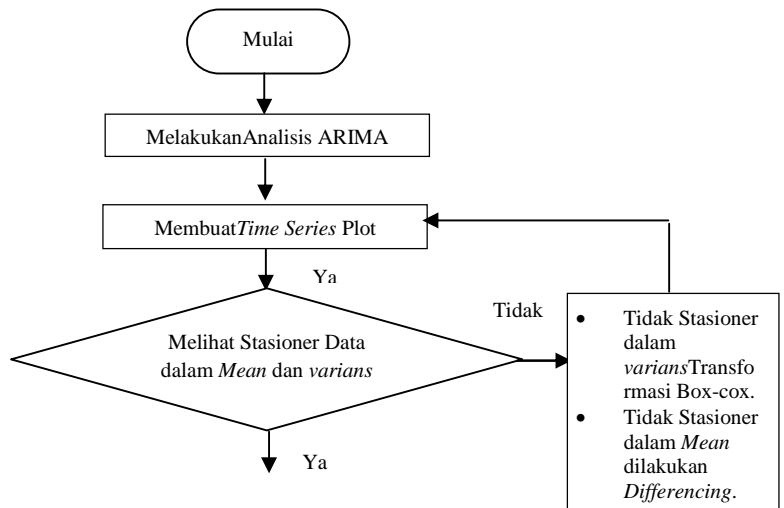 Mulai
MelakukanAnalisis ARIMA
MembuatTime Series Plot
Ya
Melihat Stasioner Data
dalam Mean dan varians
Tidak
• Tidak Stasioner
dalam
variansTransfo
rmasi Box-cox.
• Tidak Stasioner
dalam Mean
dilakukan
Differencing.
Ya